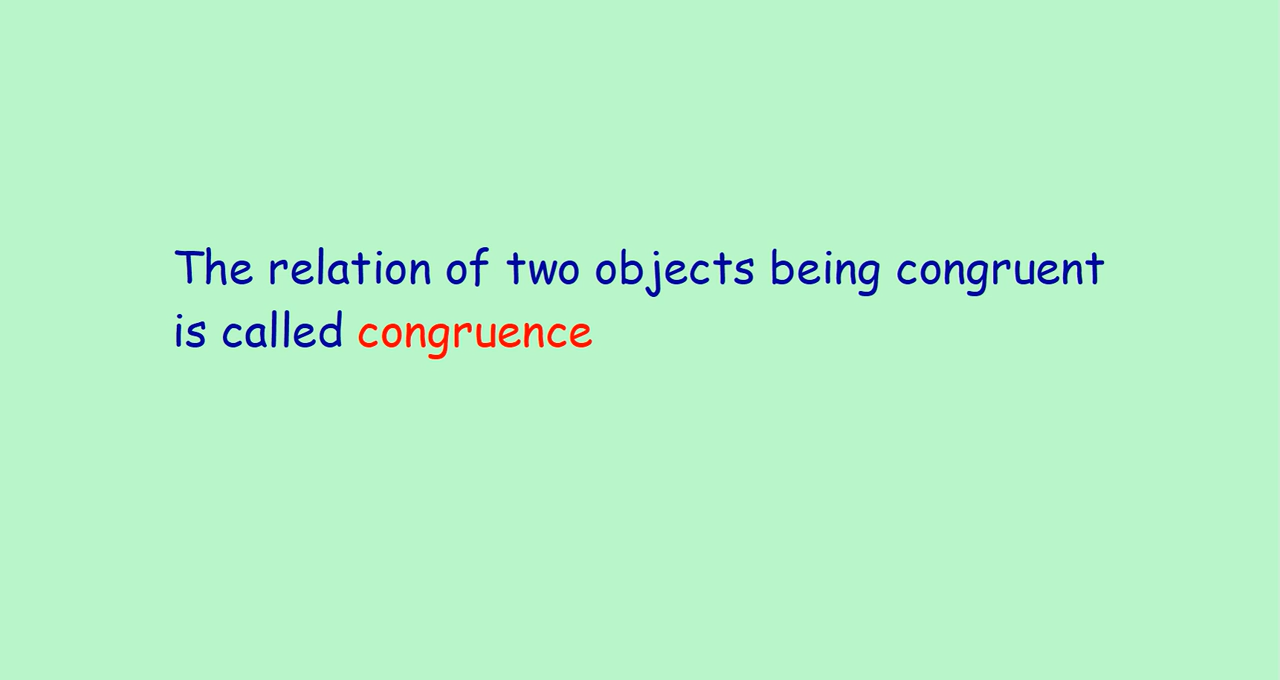 The relation of two objects being congruent
is called congruence